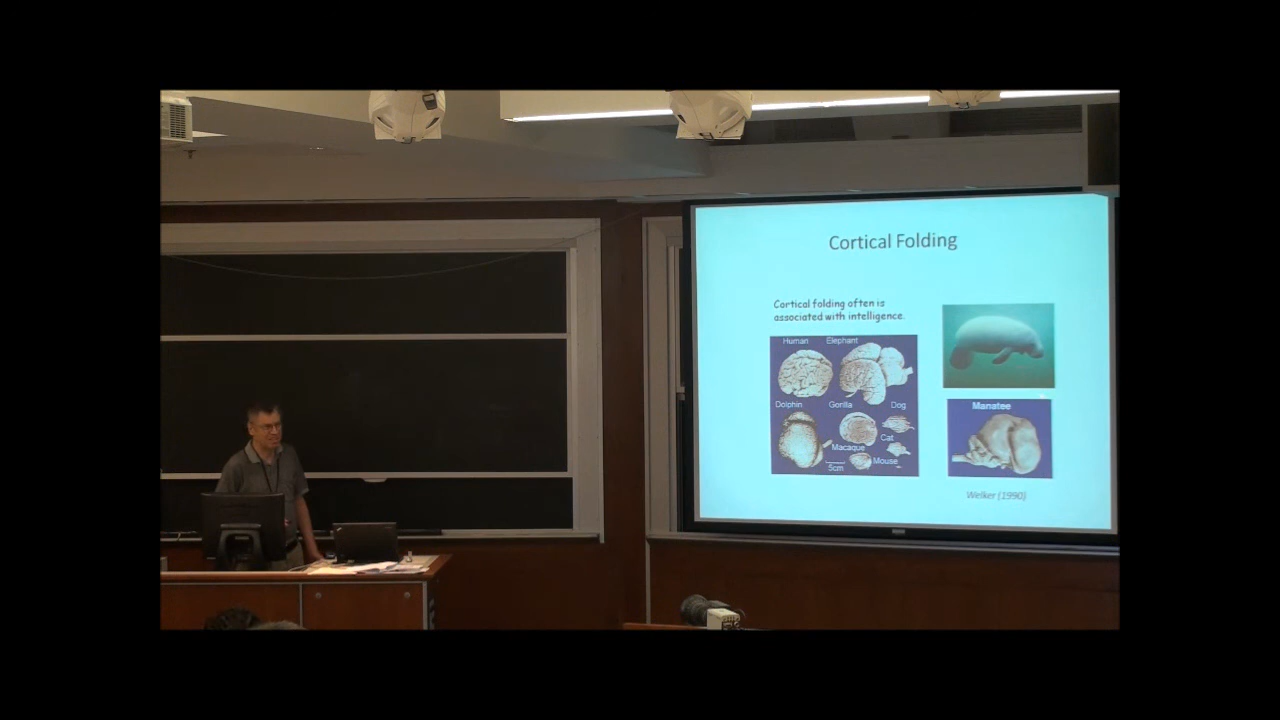 Cortical Folding
Cortical folding often is
associated with intelligence.
Human Elephant
Dolphin Gorilla Dog
Cat
Macaque
Mouse
5cm
Manatee
Welker (1990)